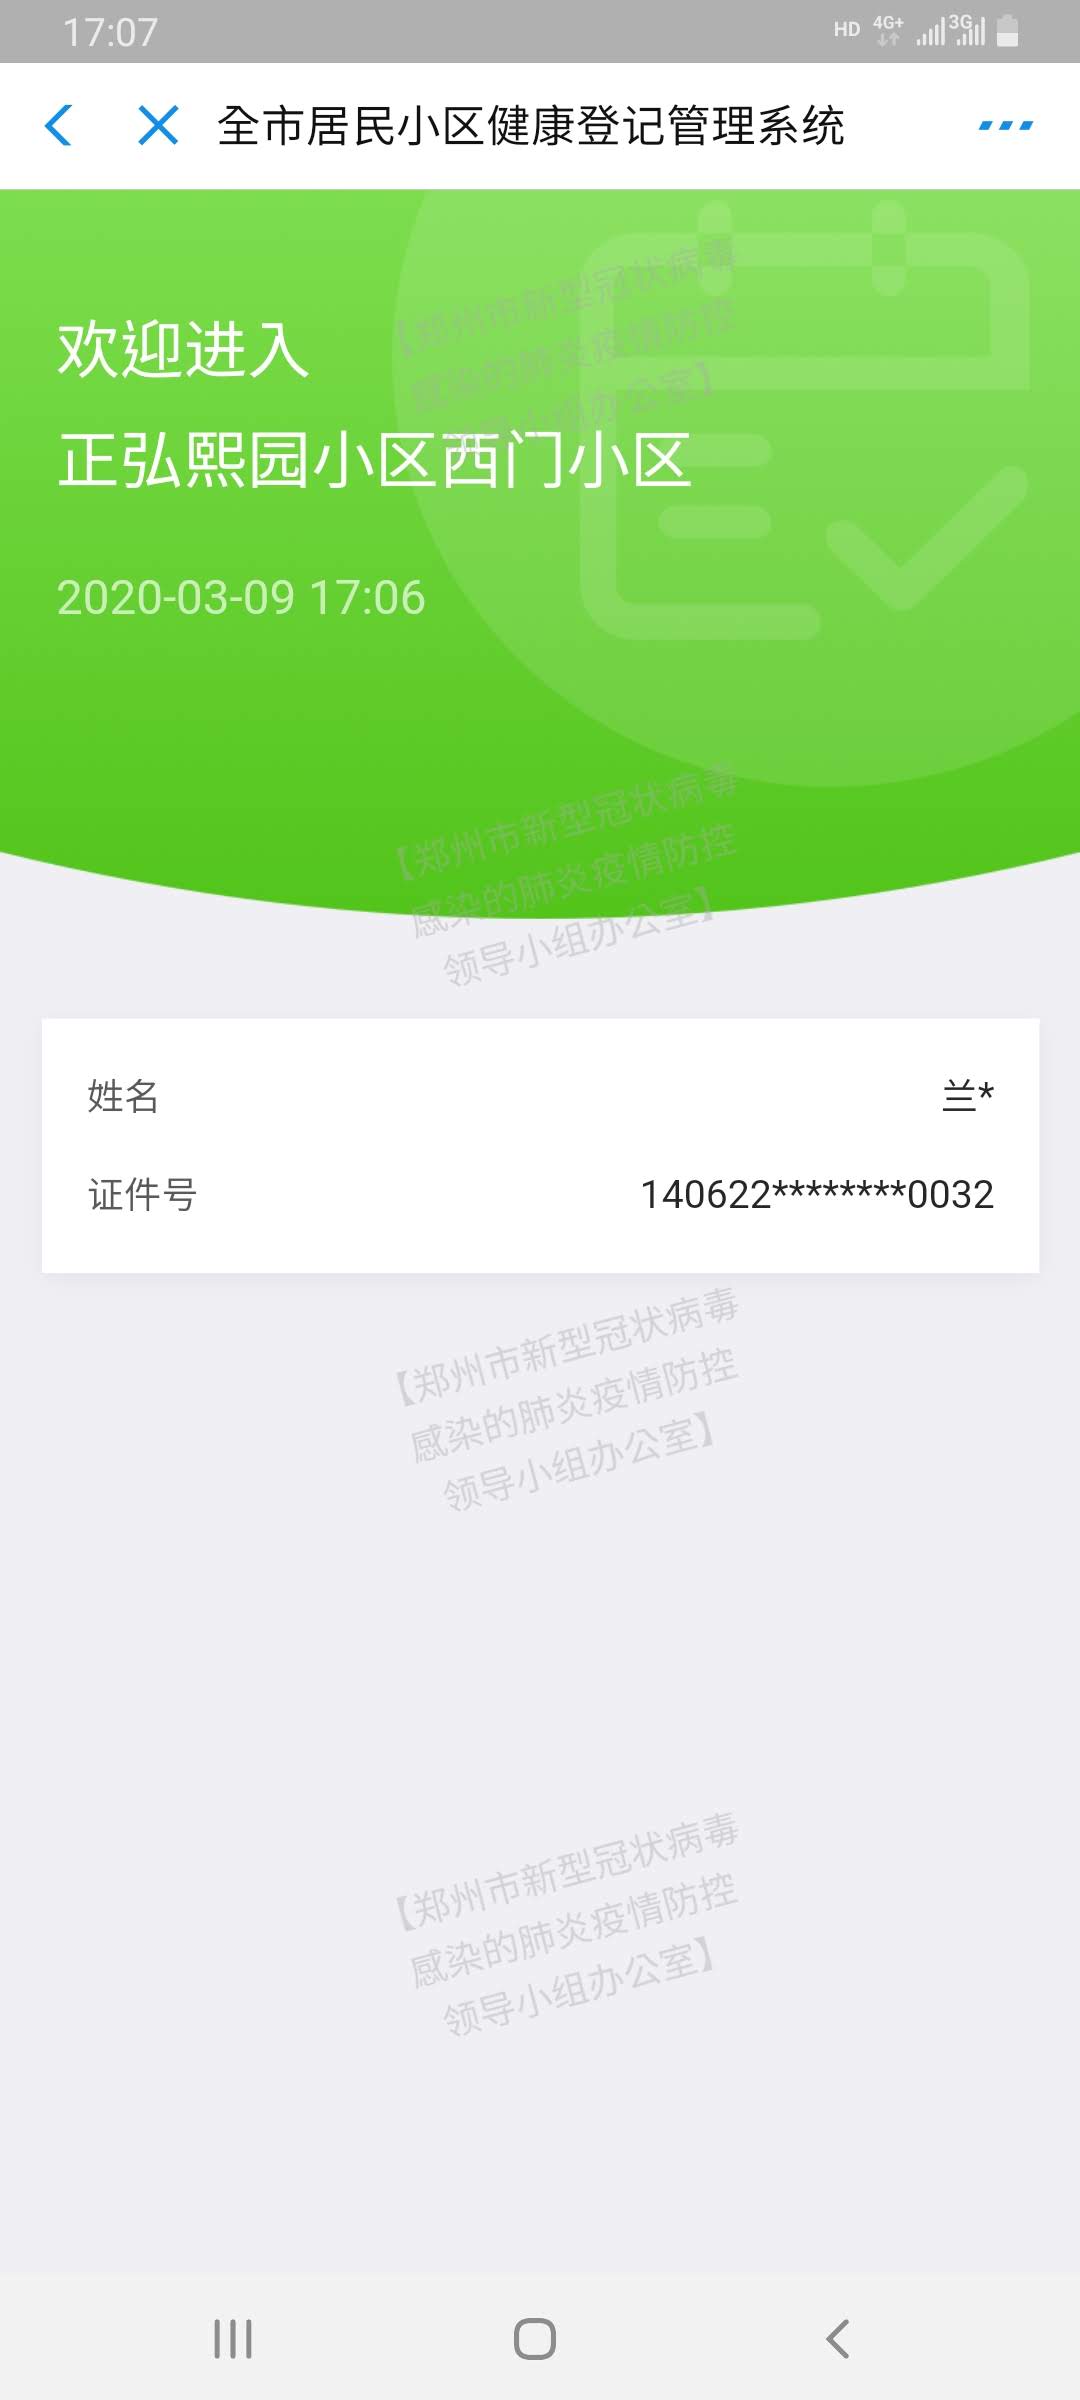 17:07
HD 4G+ 3G
全市居民小区健康登记管理系统
【郑州市新型冠状病毒
感染的肺炎疫情防控
领导小组办公室】
欢迎进入
正弘熙园小区西门小区
2020-03-09 17:06
【郑州市新型冠状病毒
感染的肺炎疫情防控
领导小组办公室】
姓名 兰*
证件号 140622********0032
【郑州市新型冠状病毒
感染的肺炎疫情防控
领导小组办公室】
【郑州市新型冠状病毒
感染的肺炎疫情防控
领导小组办公室】